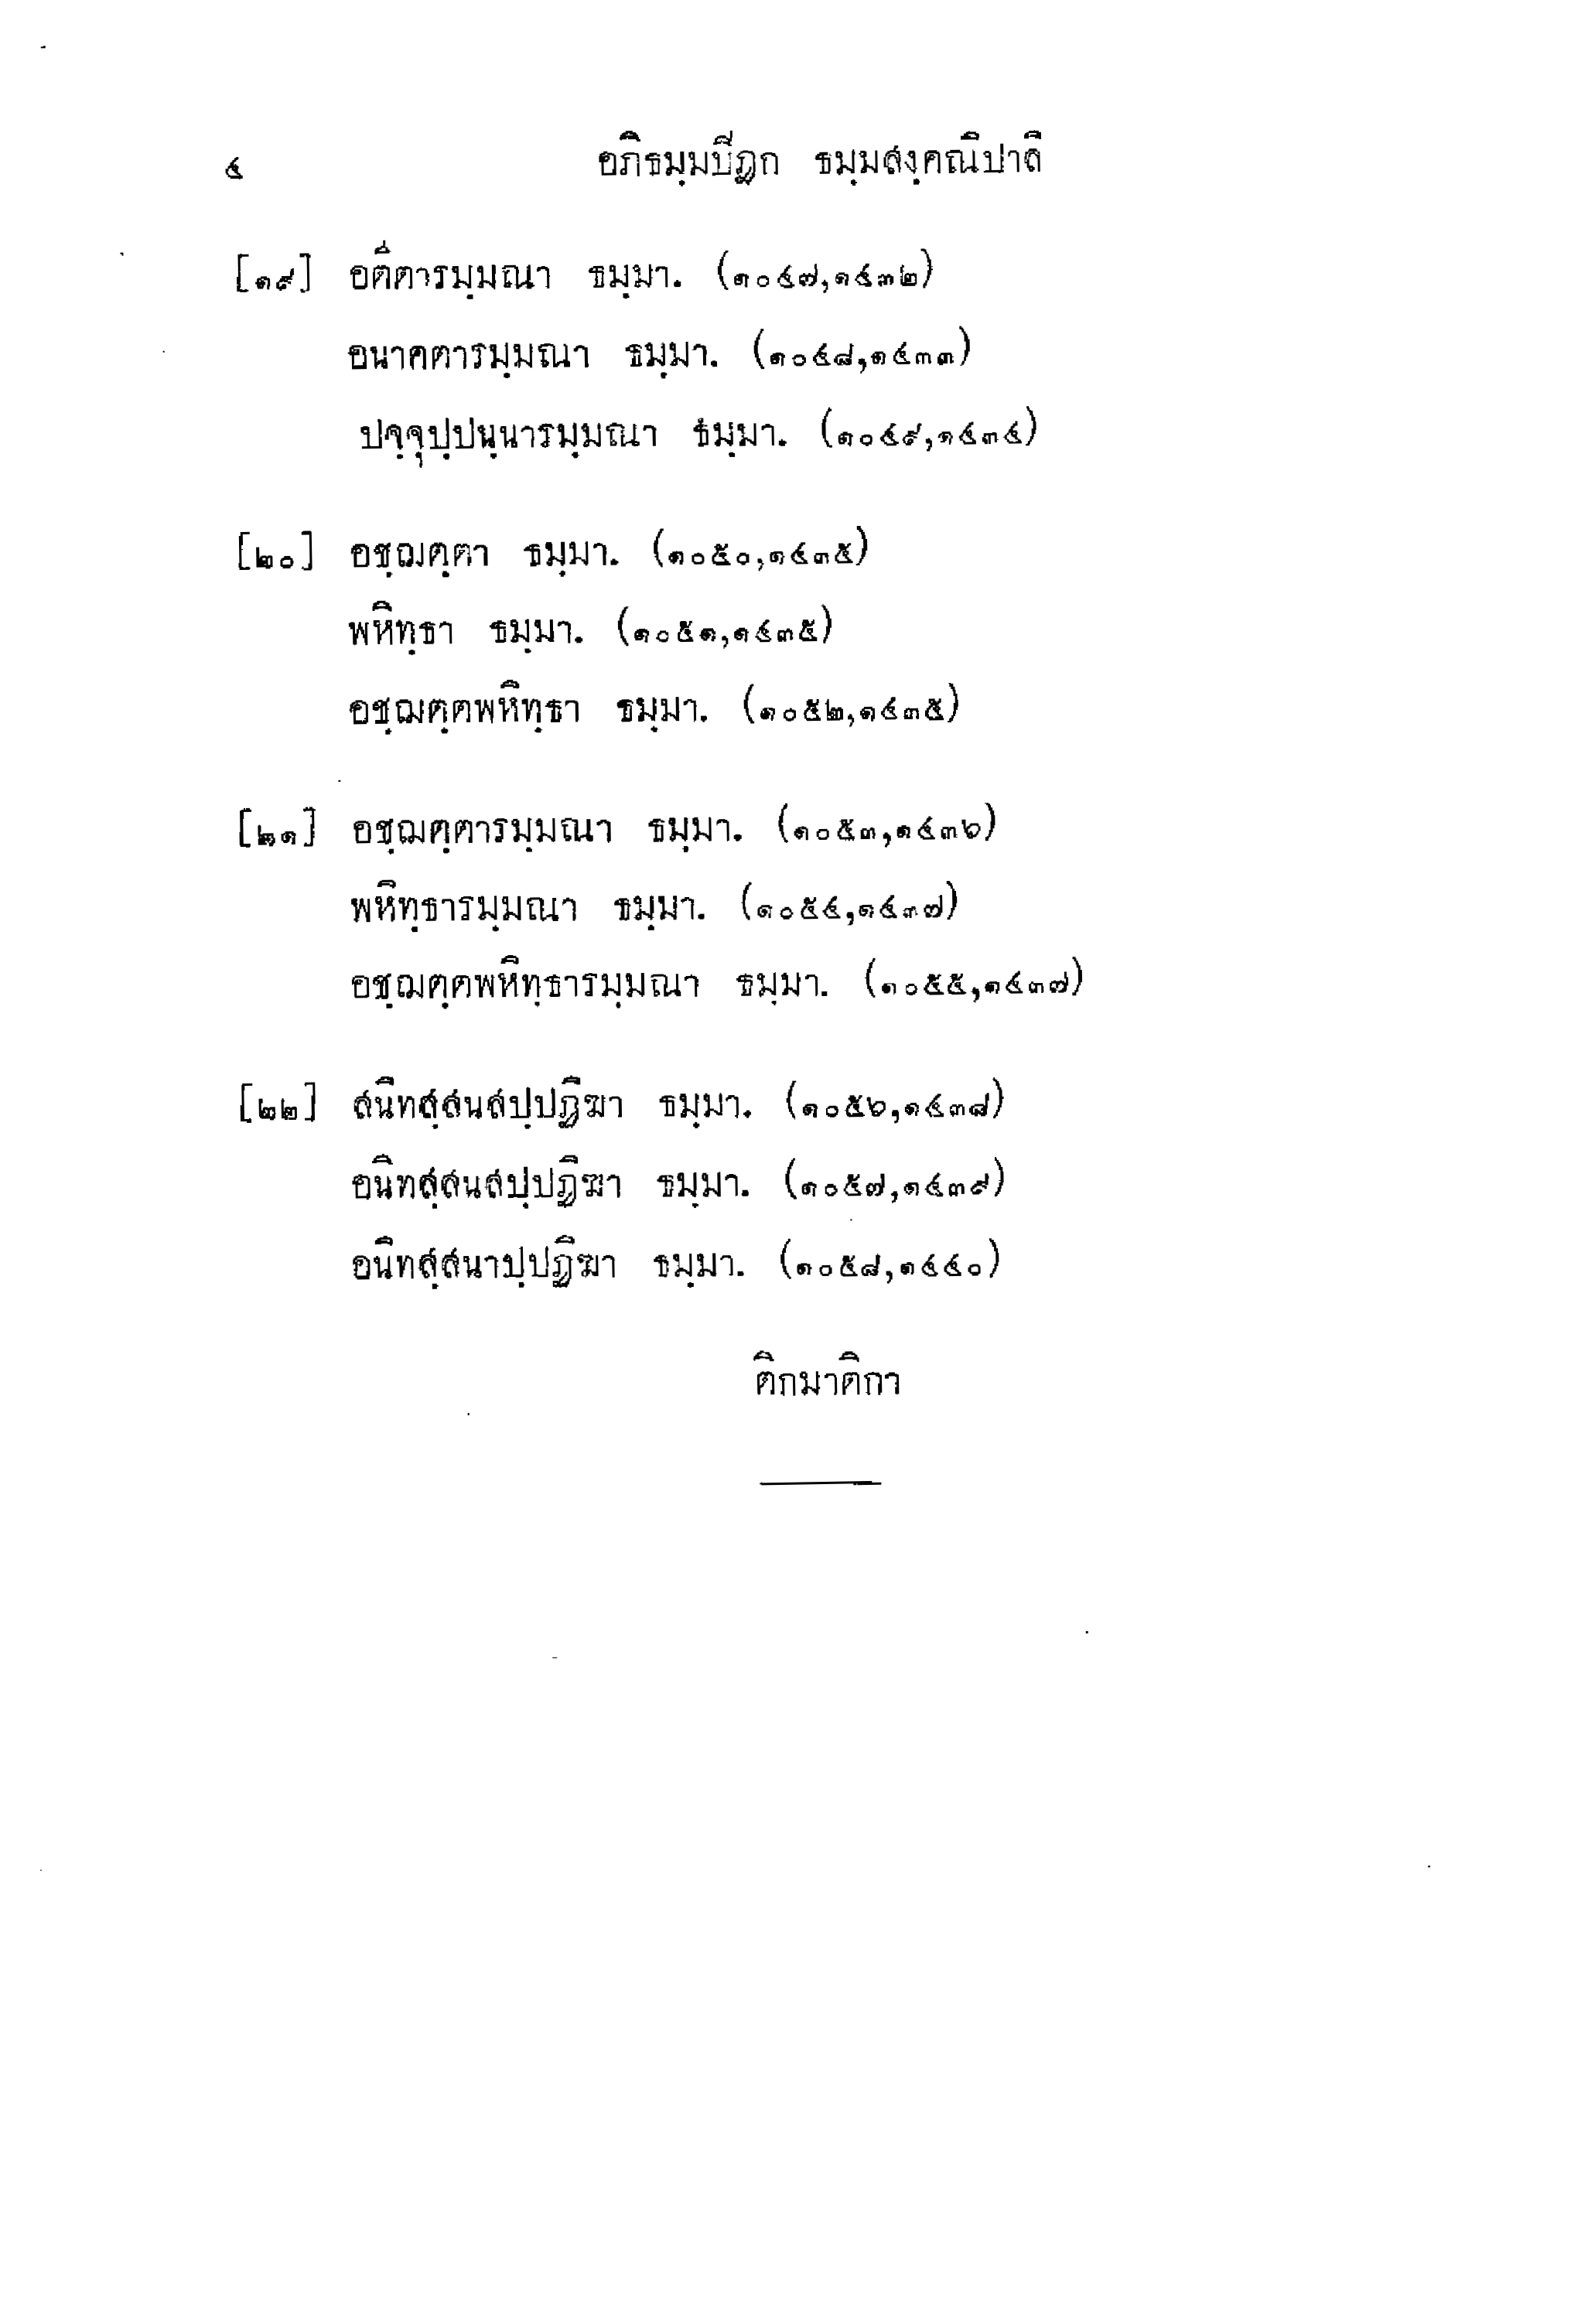 ๔ อภิธมฺมปีฏก ธมฺมสงฺคณิปาลิ
[๑๙] อตีตารมฺมณา ธมฺมา. (๑๐๔๗,๑๔๓๒)
อนาคตารมฺมณา ธมฺมา. (๑๐๔๘,๑๔๓๓)
ปจฺจุปฺปนฺนารมฺมณา ธมฺมา. (๑๐๔๙,๑๔๓๔)
[๒๐] อชฺฌตฺตา ธมฺมา. (๑๐๕๐,๑๔๓๕)
พหิทฺธา ธมฺมา. (๑๐๕๑,๑๔๓๕)
อชฺฌตฺตพหิทฺธา ธมฺมา. (๑๐๕๒,๑๔๓๕)
[๒๑] อชฺฌตฺตารมฺมณา ธมฺมา. (๑๐๕๓,๑๔๓๖)
พหิทฺธารมฺมณา ธมฺมา. (๑๐๕๔,๑๔๓๗)
อชฺฌตฺตพหิทฺธารมฺมณา ธมฺมา. (๑๐๕๕,๑๔๓๗)
[๒๒] สนิทสฺสนสปฺปฏิฆา ธมฺมา. (๑๐๕๖,๑๔๓๘)
อนิทสฺสนสปฺปฏิฆา ธมฺมา. (๑๐๕๗,๑๔๓๙)
อนิทสฺสนาปฺปฏิฆา ธมฺมา. (๑๐๕๘,๑๔๔๐)
ติกมาติกา